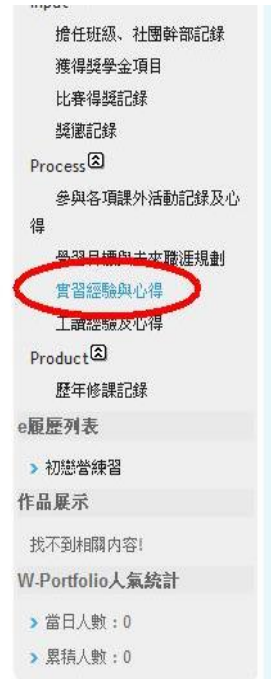 擔任班級、社團幹部記錄
獲得獎學金項目
比賽得獎記錄
獎懲記錄
Process
參與各項課外活動記錄及心
得
學習目標與未來職涯規劃
實習經驗與心得
工讀經驗及心得
Product
歷年修課記錄
e履歷列表
> 初戀營練習
作品展示
找不到相關內容!
W-Portfolio人氣統計
> 當日人數：0
> 累積人數：0